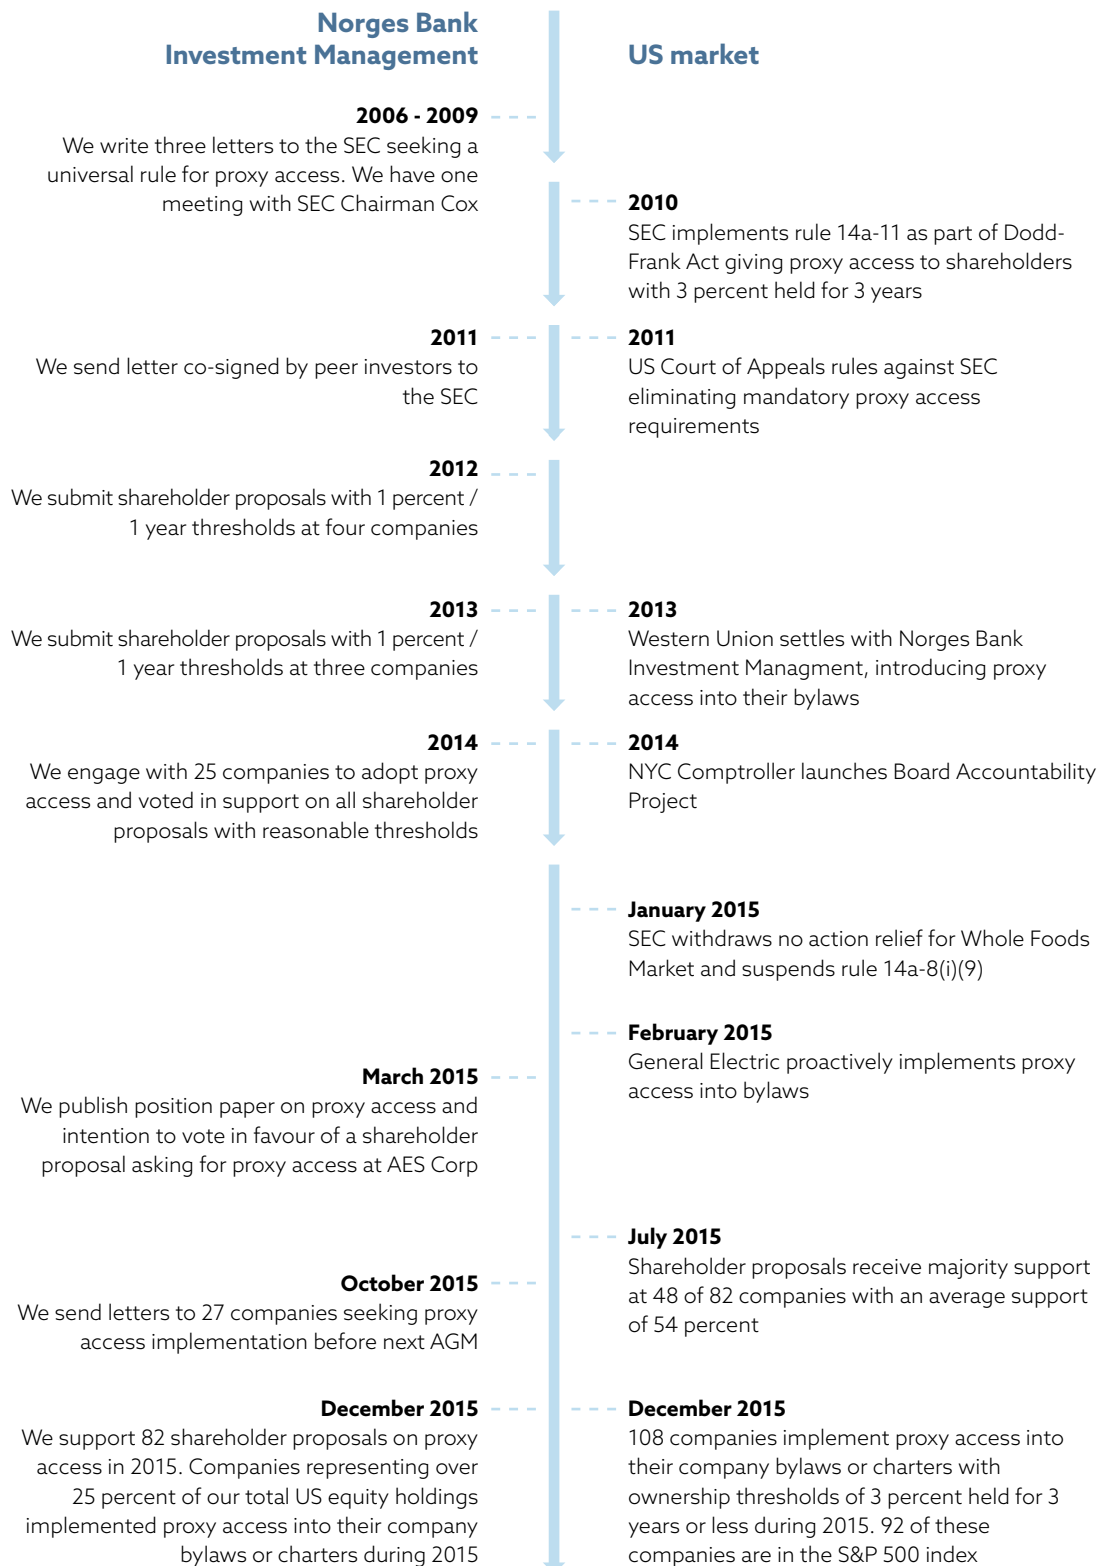 Norges Bank
Investment Management
US market
2006 - 2009
We write three letters to the SEC seeking a
universal rule for proxy access. We have one
meeting with SEC Chairman Cox
2010
SEC implements rule 14a-11 as part of Dodd-
Frank Act giving proxy access to shareholders
with 3 percent held for 3 years
2011
We send letter co-signed by peer investors to
the SEC
2011
US Court of Appeals rules against SEC
eliminating mandatory proxy access
requirements
2012
We submit shareholder proposals with 1 percent /
1 year thresholds at four companies
2013
We submit shareholder proposals with 1 percent /
1 year thresholds at three companies
2013
Western Union settles with Norges Bank
Investment Managment, introducing proxy
access into their bylaws
2014
We engage with 25 companies to adopt proxy
access and voted in support on all shareholder
proposals with reasonable thresholds
2014
NYC Comptroller launches Board Accountability
Project
January 2015
SEC withdraws no action relief for Whole Foods
Market and suspends rule 14a-8(i)(9)
February 2015
General Electric proactively implements proxy
access into bylaws
March 2015
We publish position paper on proxy access and
intention to vote in favour of a shareholder
proposal asking for proxy access at AES Corp
July 2015
Shareholder proposals receive majority support
at 48 of 82 companies with an average support
of 54 percent
October 2015
We send letters to 27 companies seeking proxy
access implementation before next AGM
December 2015
We support 82 shareholder proposals on proxy
access in 2015. Companies representing over
25 percent of our total US equity holdings
implemented proxy access into their company
bylaws or charters during 2015
December 2015
108 companies implement proxy access into
their company bylaws or charters with
ownership thresholds of 3 percent held for 3
years or less during 2015. 92 of these
companies are in the S&P 500 index